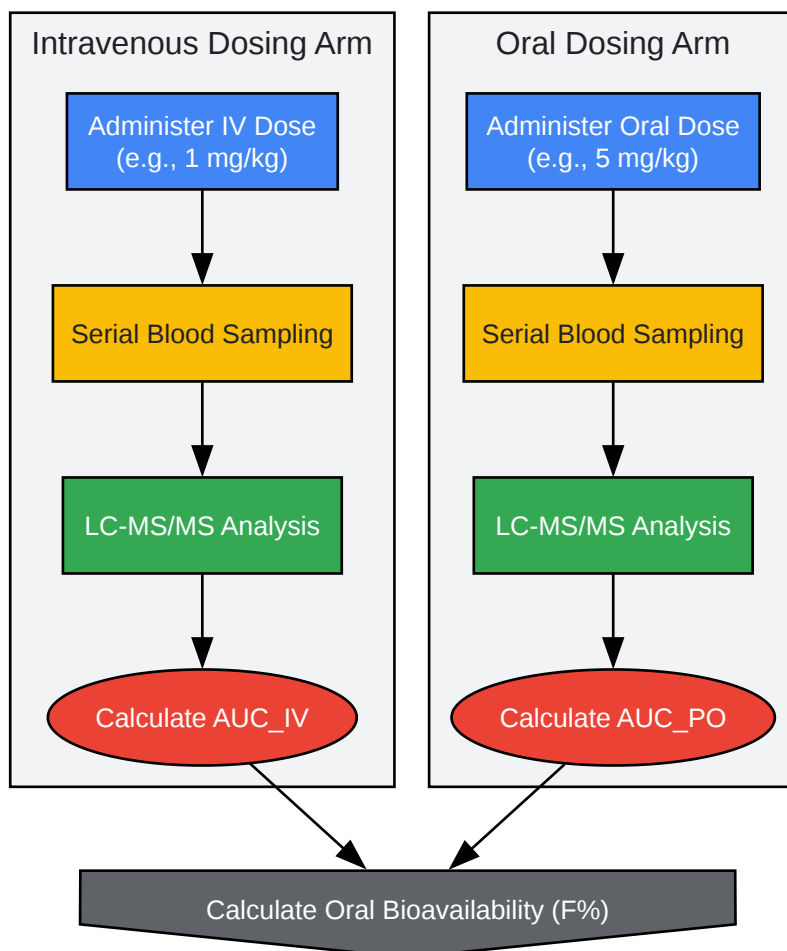 Intravenous Dosing Arm
Administer IV Dose
(e.g., 1 mg/kg)
Serial Blood Sampling
LC-MS/MS Analysis
Calculate AUC_IV
Oral Dosing Arm
Administer Oral Dose
(e.g., 5 mg/kg)
Serial Blood Sampling
LC-MS/MS Analysis
Calculate AUC_PO
Calculate Oral Bioavailability (F%)